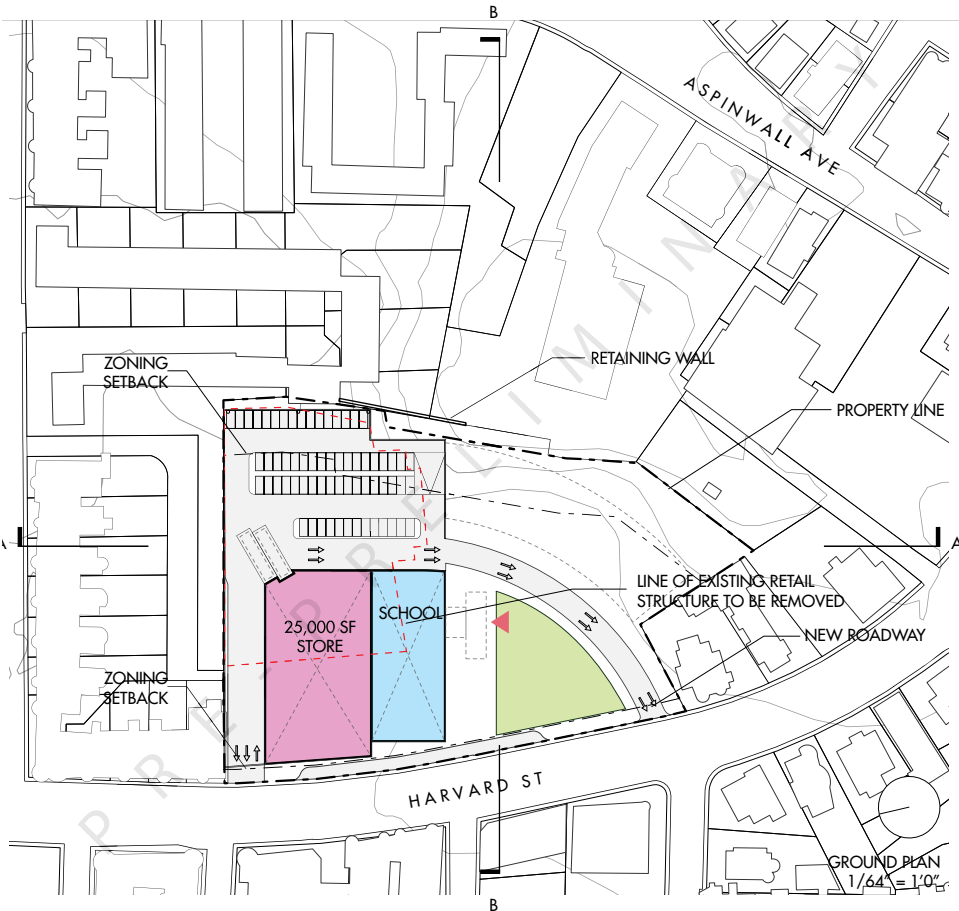 B
ASPINWALL AVE
PRELIMINARY
ZONING
SETBACK
RETAINING WALL
PROPERTY LINE
A
A
LINE OF EXISTING RETAIL
STRUCTURE TO BE REMOVED
SCHOOL
25,000 SF
STORE
NEW ROADWAY
ZONING
SETBACK
PRE
HARVARD ST
GROUND PLAN
1/64" = 1'0"
B